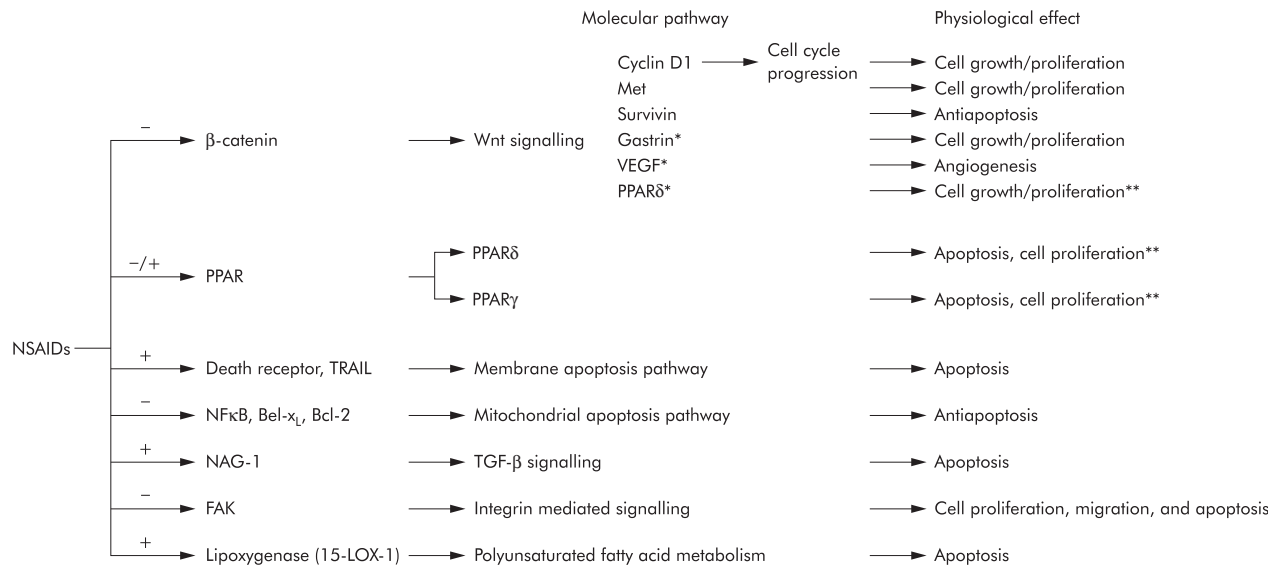 Molecular pathway Physiological effect
Cyclin D1 Cell cycle progression Cell growth/proliferation
Met Cell growth/proliferation
Survivin Antiapoptosis
− β-catenin Wnt signalling Gastrin* Cell growth/proliferation
VEGF* Angiogenesis
PPARδ* Cell growth/proliferation**
PPARδ Apoptosis, cell proliferation**
−/+ PPAR
PPARγ Apoptosis, cell proliferation**
NSAIDs
+ Death receptor, TRAIL Membrane apoptosis pathway Apoptosis
− NFκB, Bel-xL, Bcl-2 Mitochondrial apoptosis pathway Antiapoptosis
+ NAG-1 TGF-β signalling Apoptosis
− FAK Integrin mediated signalling Cell proliferation, migration, and apoptosis
+ Lipoxygenase (15-LOX-1) Polyunsaturated fatty acid metabolism Apoptosis